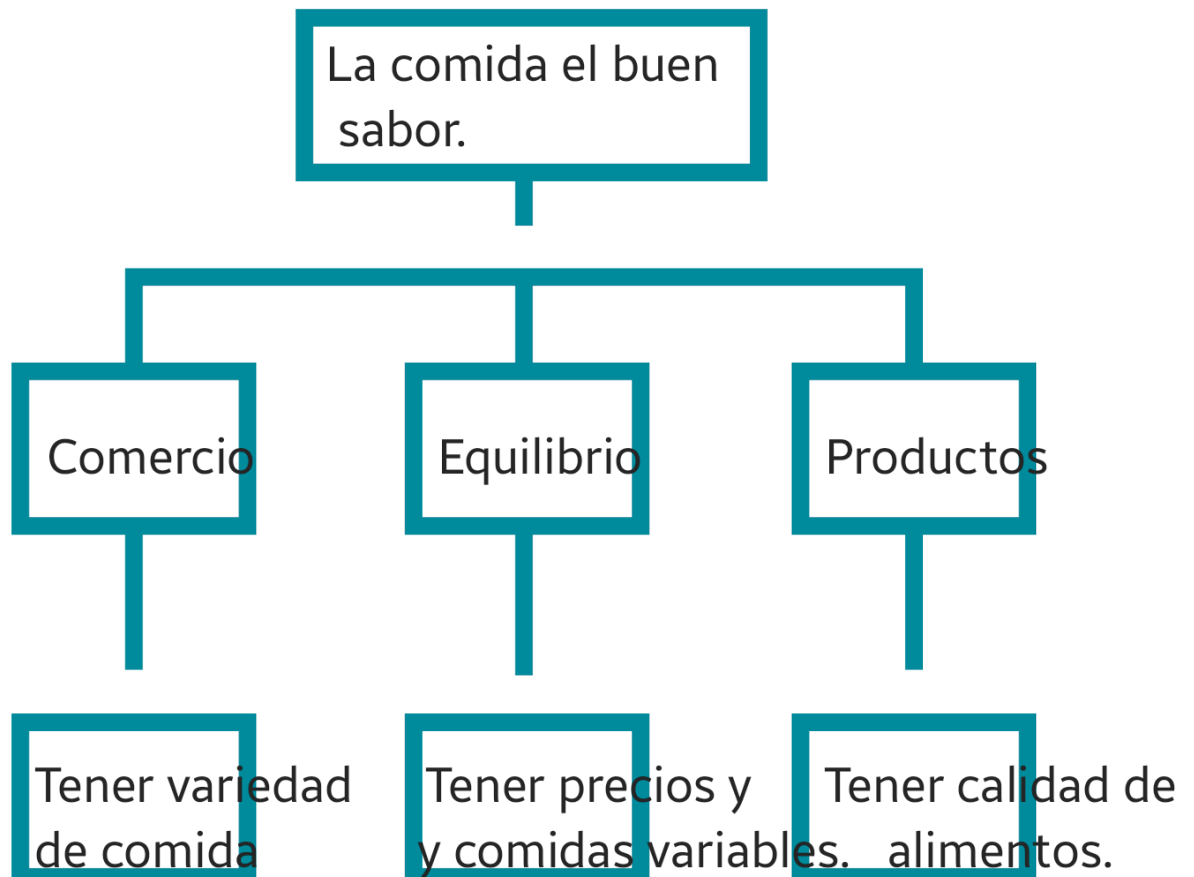 La comida el buen
sabor.
Comercio
Equilibrio
Productos
Tener variedad
de comida
Tener precios y
y comidas variables.
Tener calidad de
alimentos.